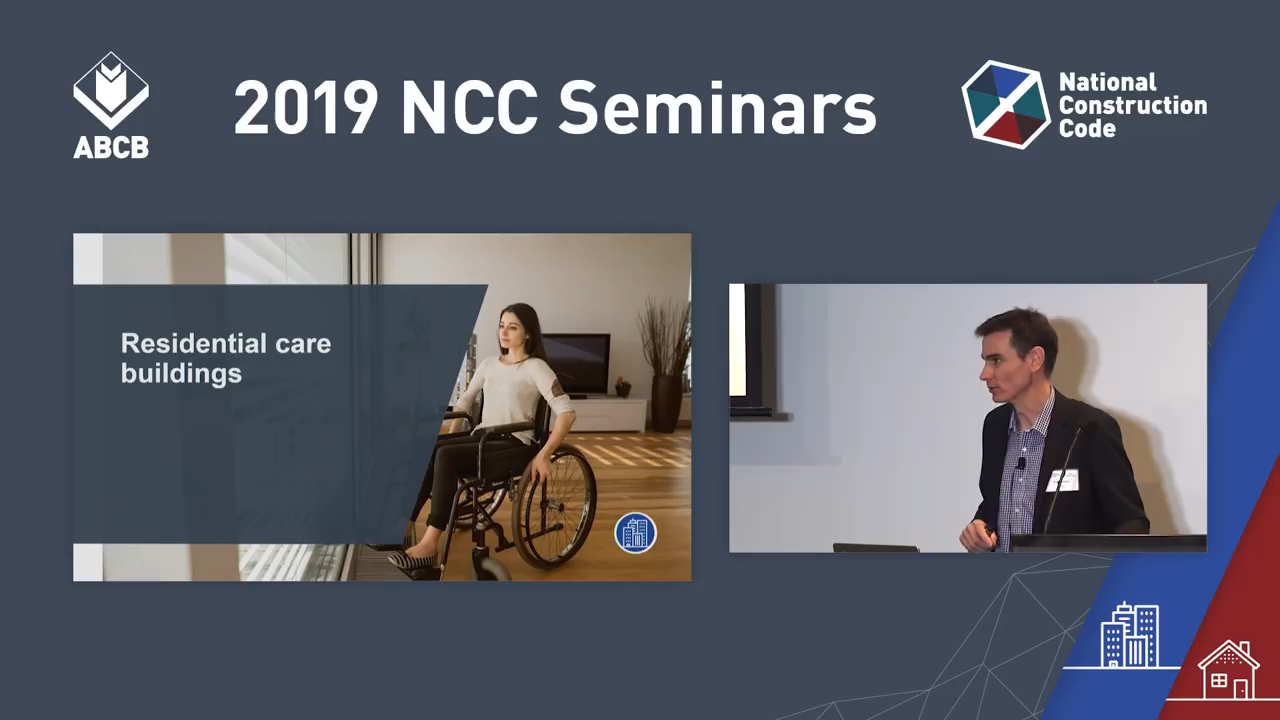 ABCB
2019 NCC Seminars
National
Construction
Code
Residential care
buildings